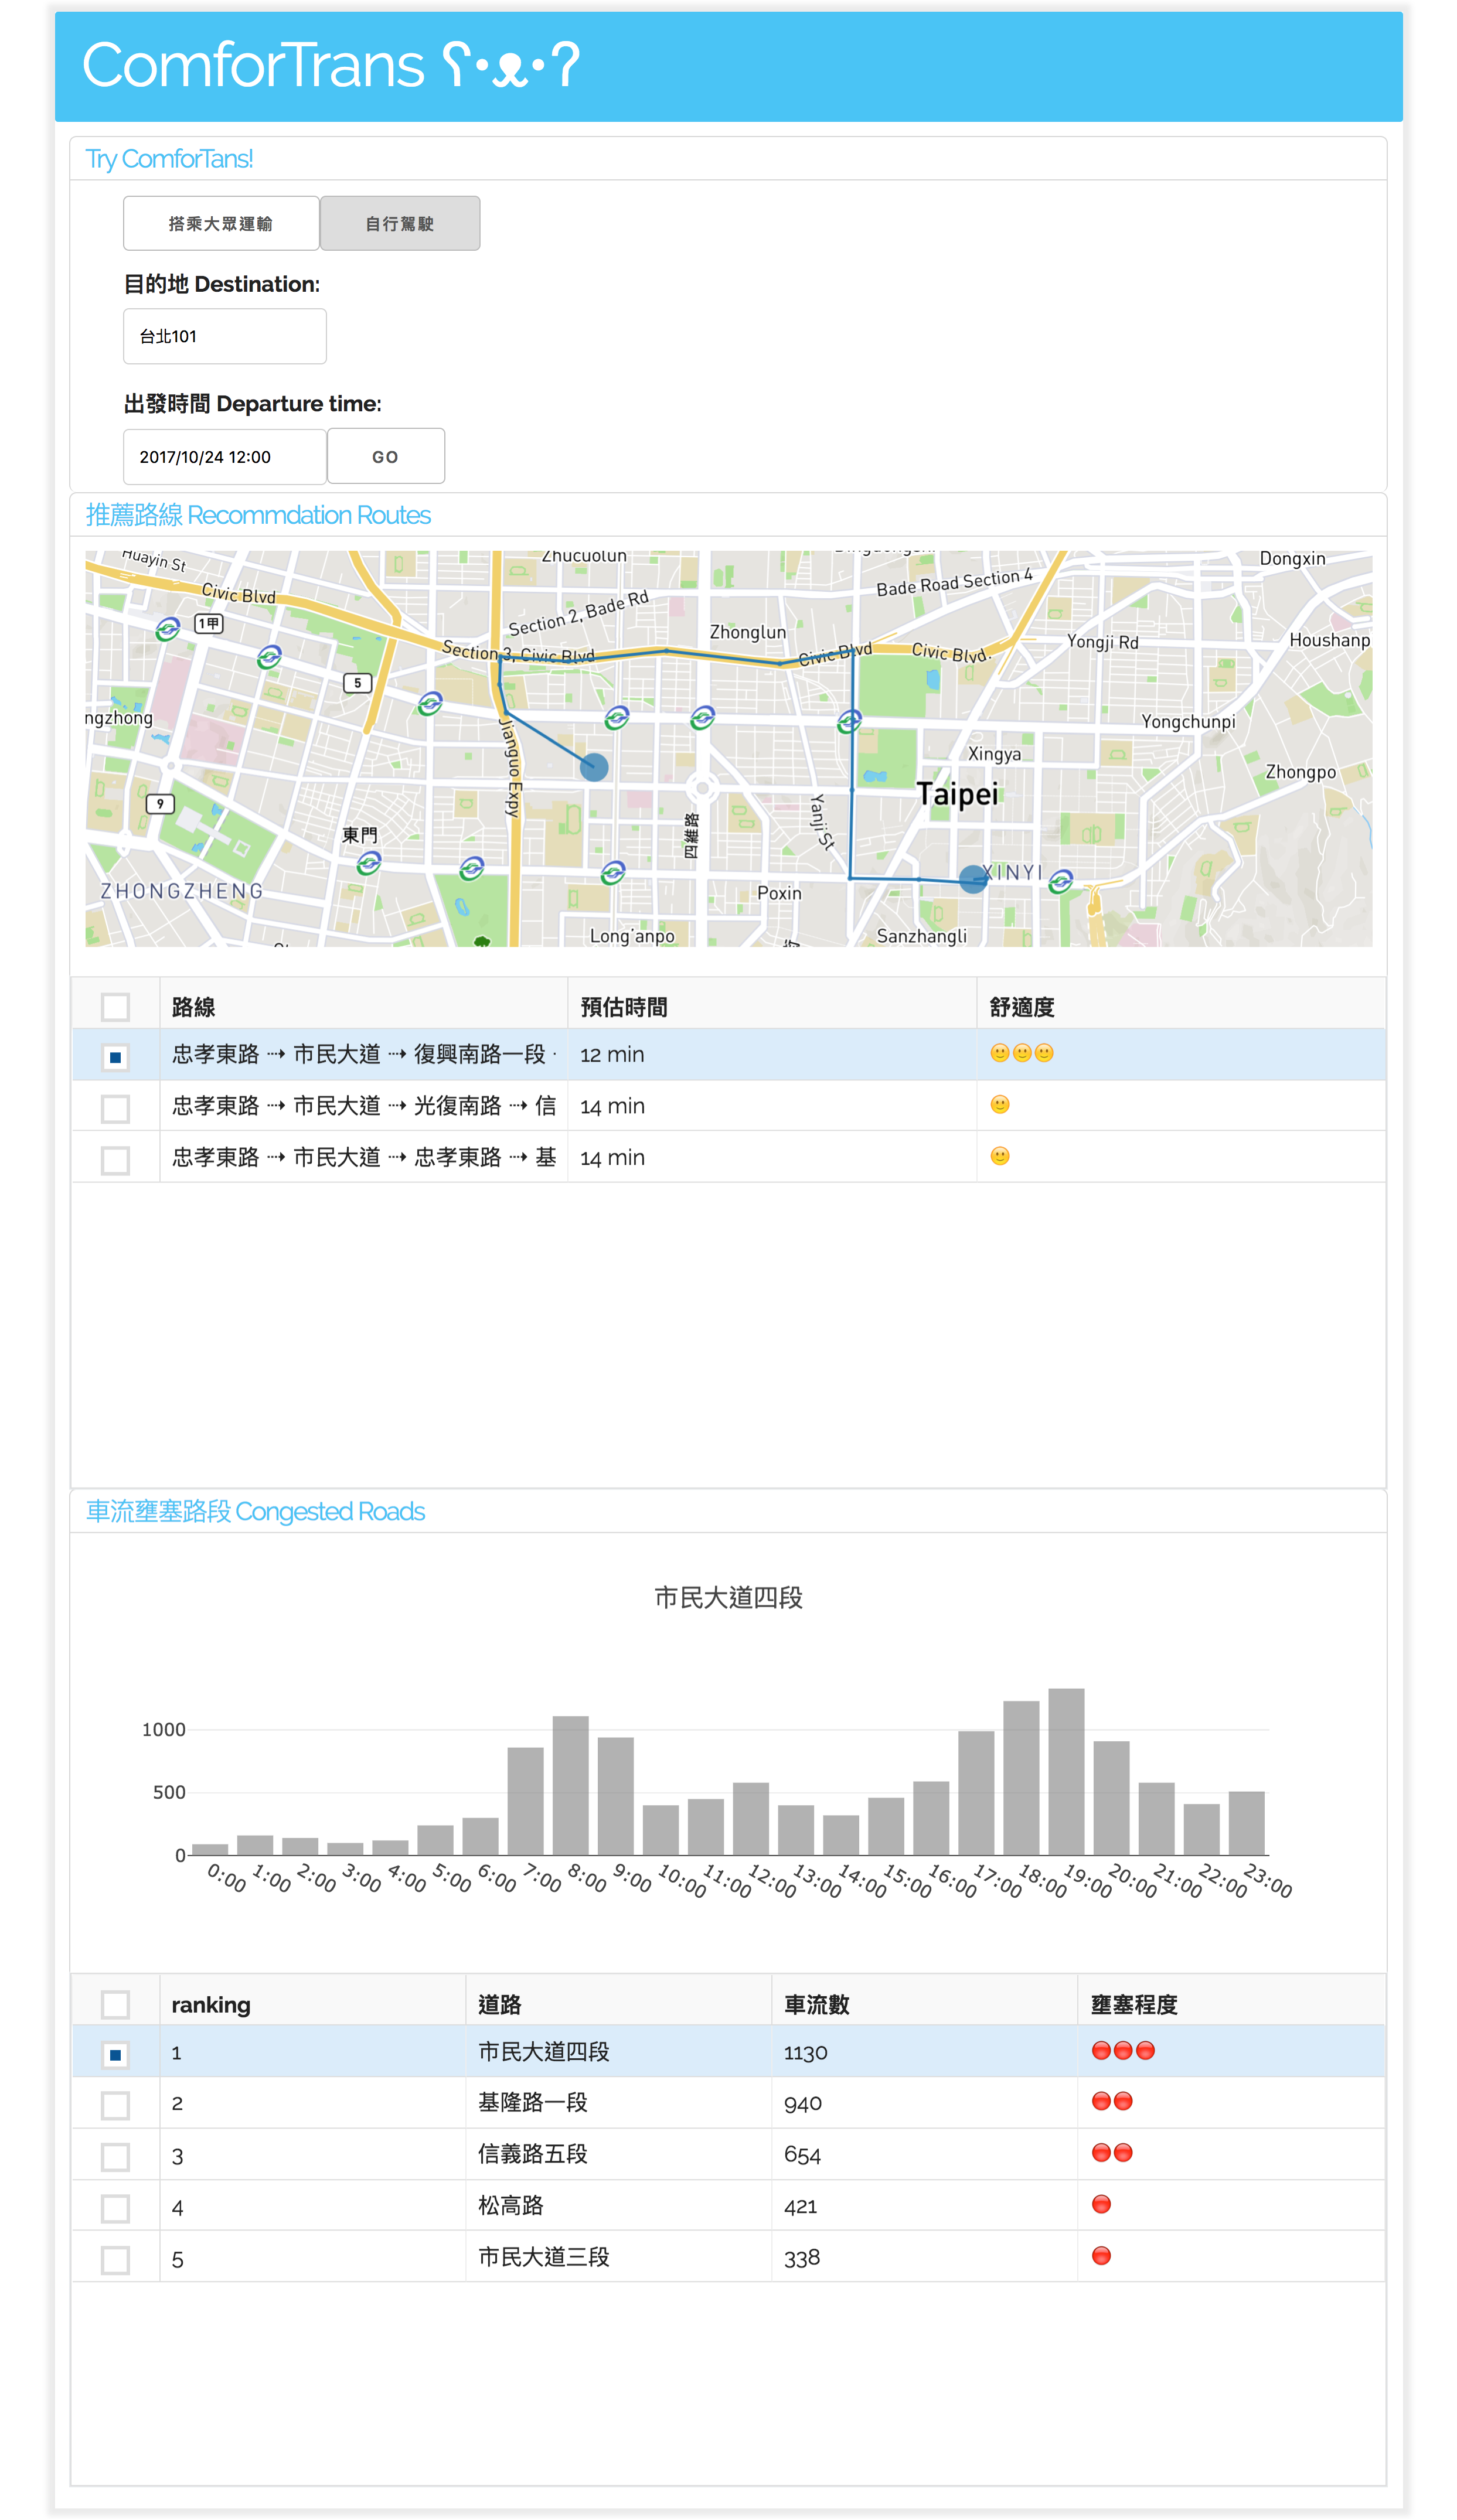 ComforTrans ʕ•ᴥ•ʔ
Try ComforTans!
搭乘大眾運輸 自行駕駛
目的地 Destination:
台北101
出發時間 Departure time:
2017/10/24 12:00 GO
推薦路線 Recommdation Routes
Huayin St
Zhucuolun
Dongxin
Civic Blvd
Bade Road Section 4
Section 2, Bade Rd
1甲
Zhonglun
Yongji Rd
Houshanp
Section 3, Civic Blvd
Civic Blvd
Civic Blvd.
5
ngzhong
Yongchunpi
Jianguo Expy
Xingya
Zhongpo
Taipei
9
Yanji St
四維路
東門
XINYI
ZHONGZHENG
Poxin
Long'anpo
Sanzhangli
路線 預估時間 舒適度
忠孝東路 ⤑ 市民大道 ⤑ 復興南路一段 · 12 min 🙂🙂🙂
忠孝東路 ⤑ 市民大道 ⤑ 光復南路 ⤑ 信 14 min 🙂
忠孝東路 ⤑ 市民大道 ⤑ 忠孝東路 ⤑ 基 14 min 🙂
車流壅塞路段 Congested Roads
市民大道四段
1000
500
0
0:00 1:00 2:00 3:00 4:00 5:00 6:00 7:00 8:00 9:00 10:00 11:00 12:00 13:00 14:00 15:00 16:00 17:00 18:00 19:00 20:00 21:00 22:00 23:00
ranking 道路 車流數 壅塞程度
1 市民大道四段 1130 🔴🔴🔴
2 基隆路一段 940 🔴🔴
3 信義路五段 654 🔴🔴
4 松高路 421 🔴
5 市民大道三段 338 🔴